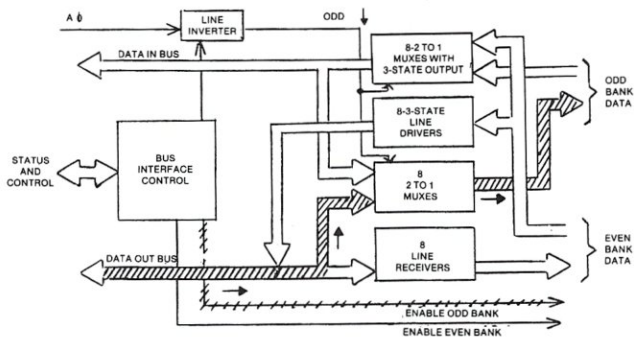 Aϕ
LINE
INVERTER
ODD
DATA IN BUS
8-2 TO 1
MUXES WITH
3-STATE OUTPUT
ODD
BANK
DATA
8-3-STATE
LINE
DRIVERS
STATUS
AND
CONTROL
BUS
INTERFACE
CONTROL
8
2 TO 1
MUXES
EVEN
BANK
DATA
DATA OUT BUS
8
LINE
RECEIVERS
ENABLE ODD BANK
ENABLE EVEN BANK